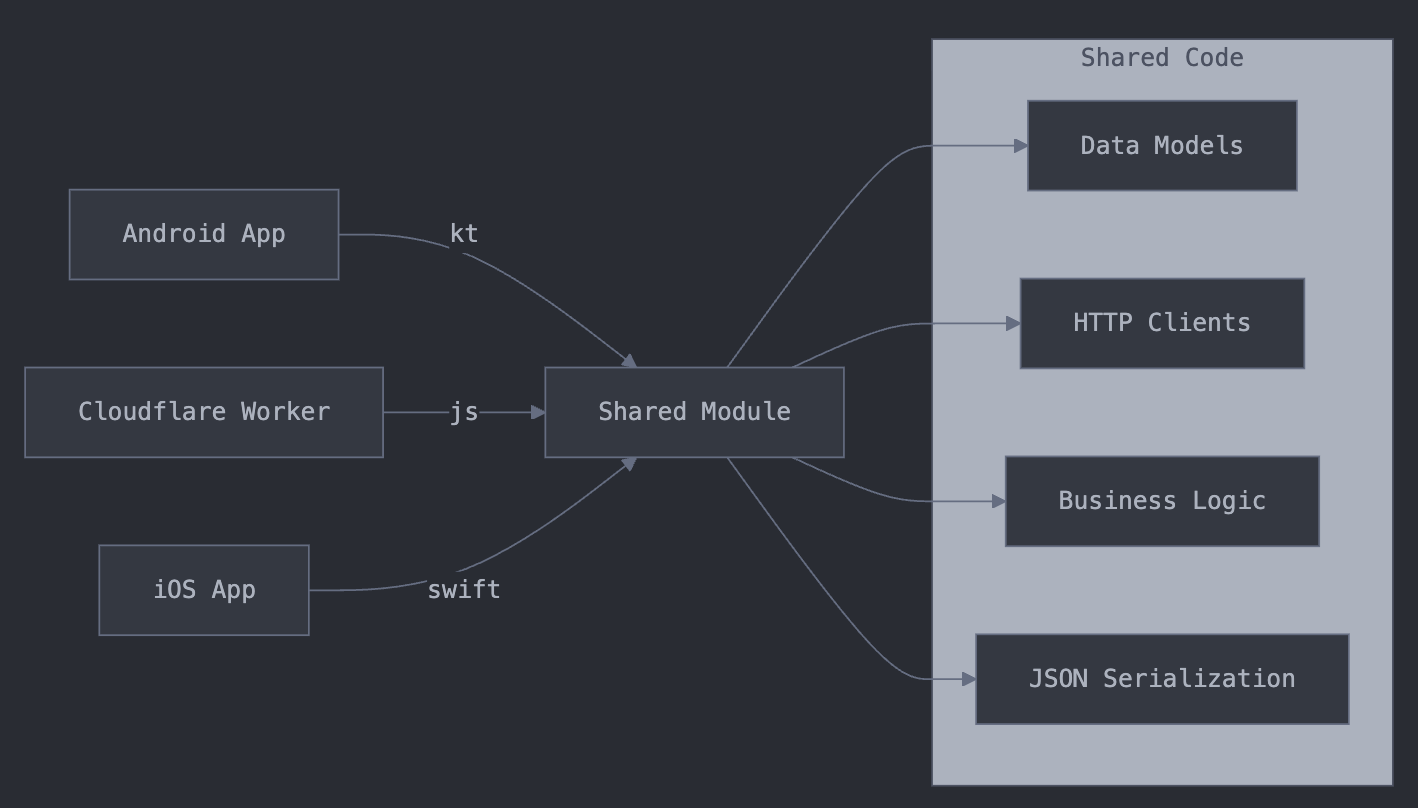 Shared Code
Data Models
Android App
kt
HTTP Clients
Cloudflare Worker
js
Shared Module
Business Logic
iOS App
swift
JSON Serialization